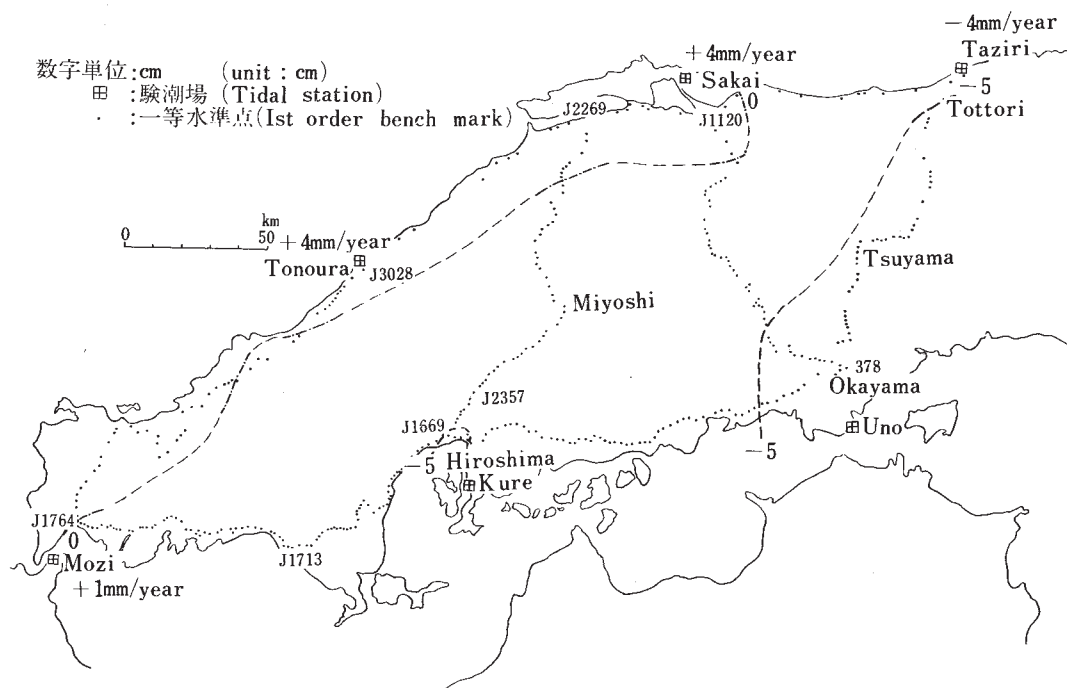 数字単位:cm (unit : cm)
田 :験潮場 (Tidal station)
· :一等水準点(Ist order bench mark)
-4mm/year
Taziri
-5
Tottori
+4mm/year
Sakai
0
J2269
J1120
km
0 50
+4mm/year
Tonoura
J3028
Tsuyama
Miyoshi
378
Okayama
J2357
Uno
J1669
-5
Hiroshima
-5
Kure
J1764
0
Mozi
J1713
+1mm/year